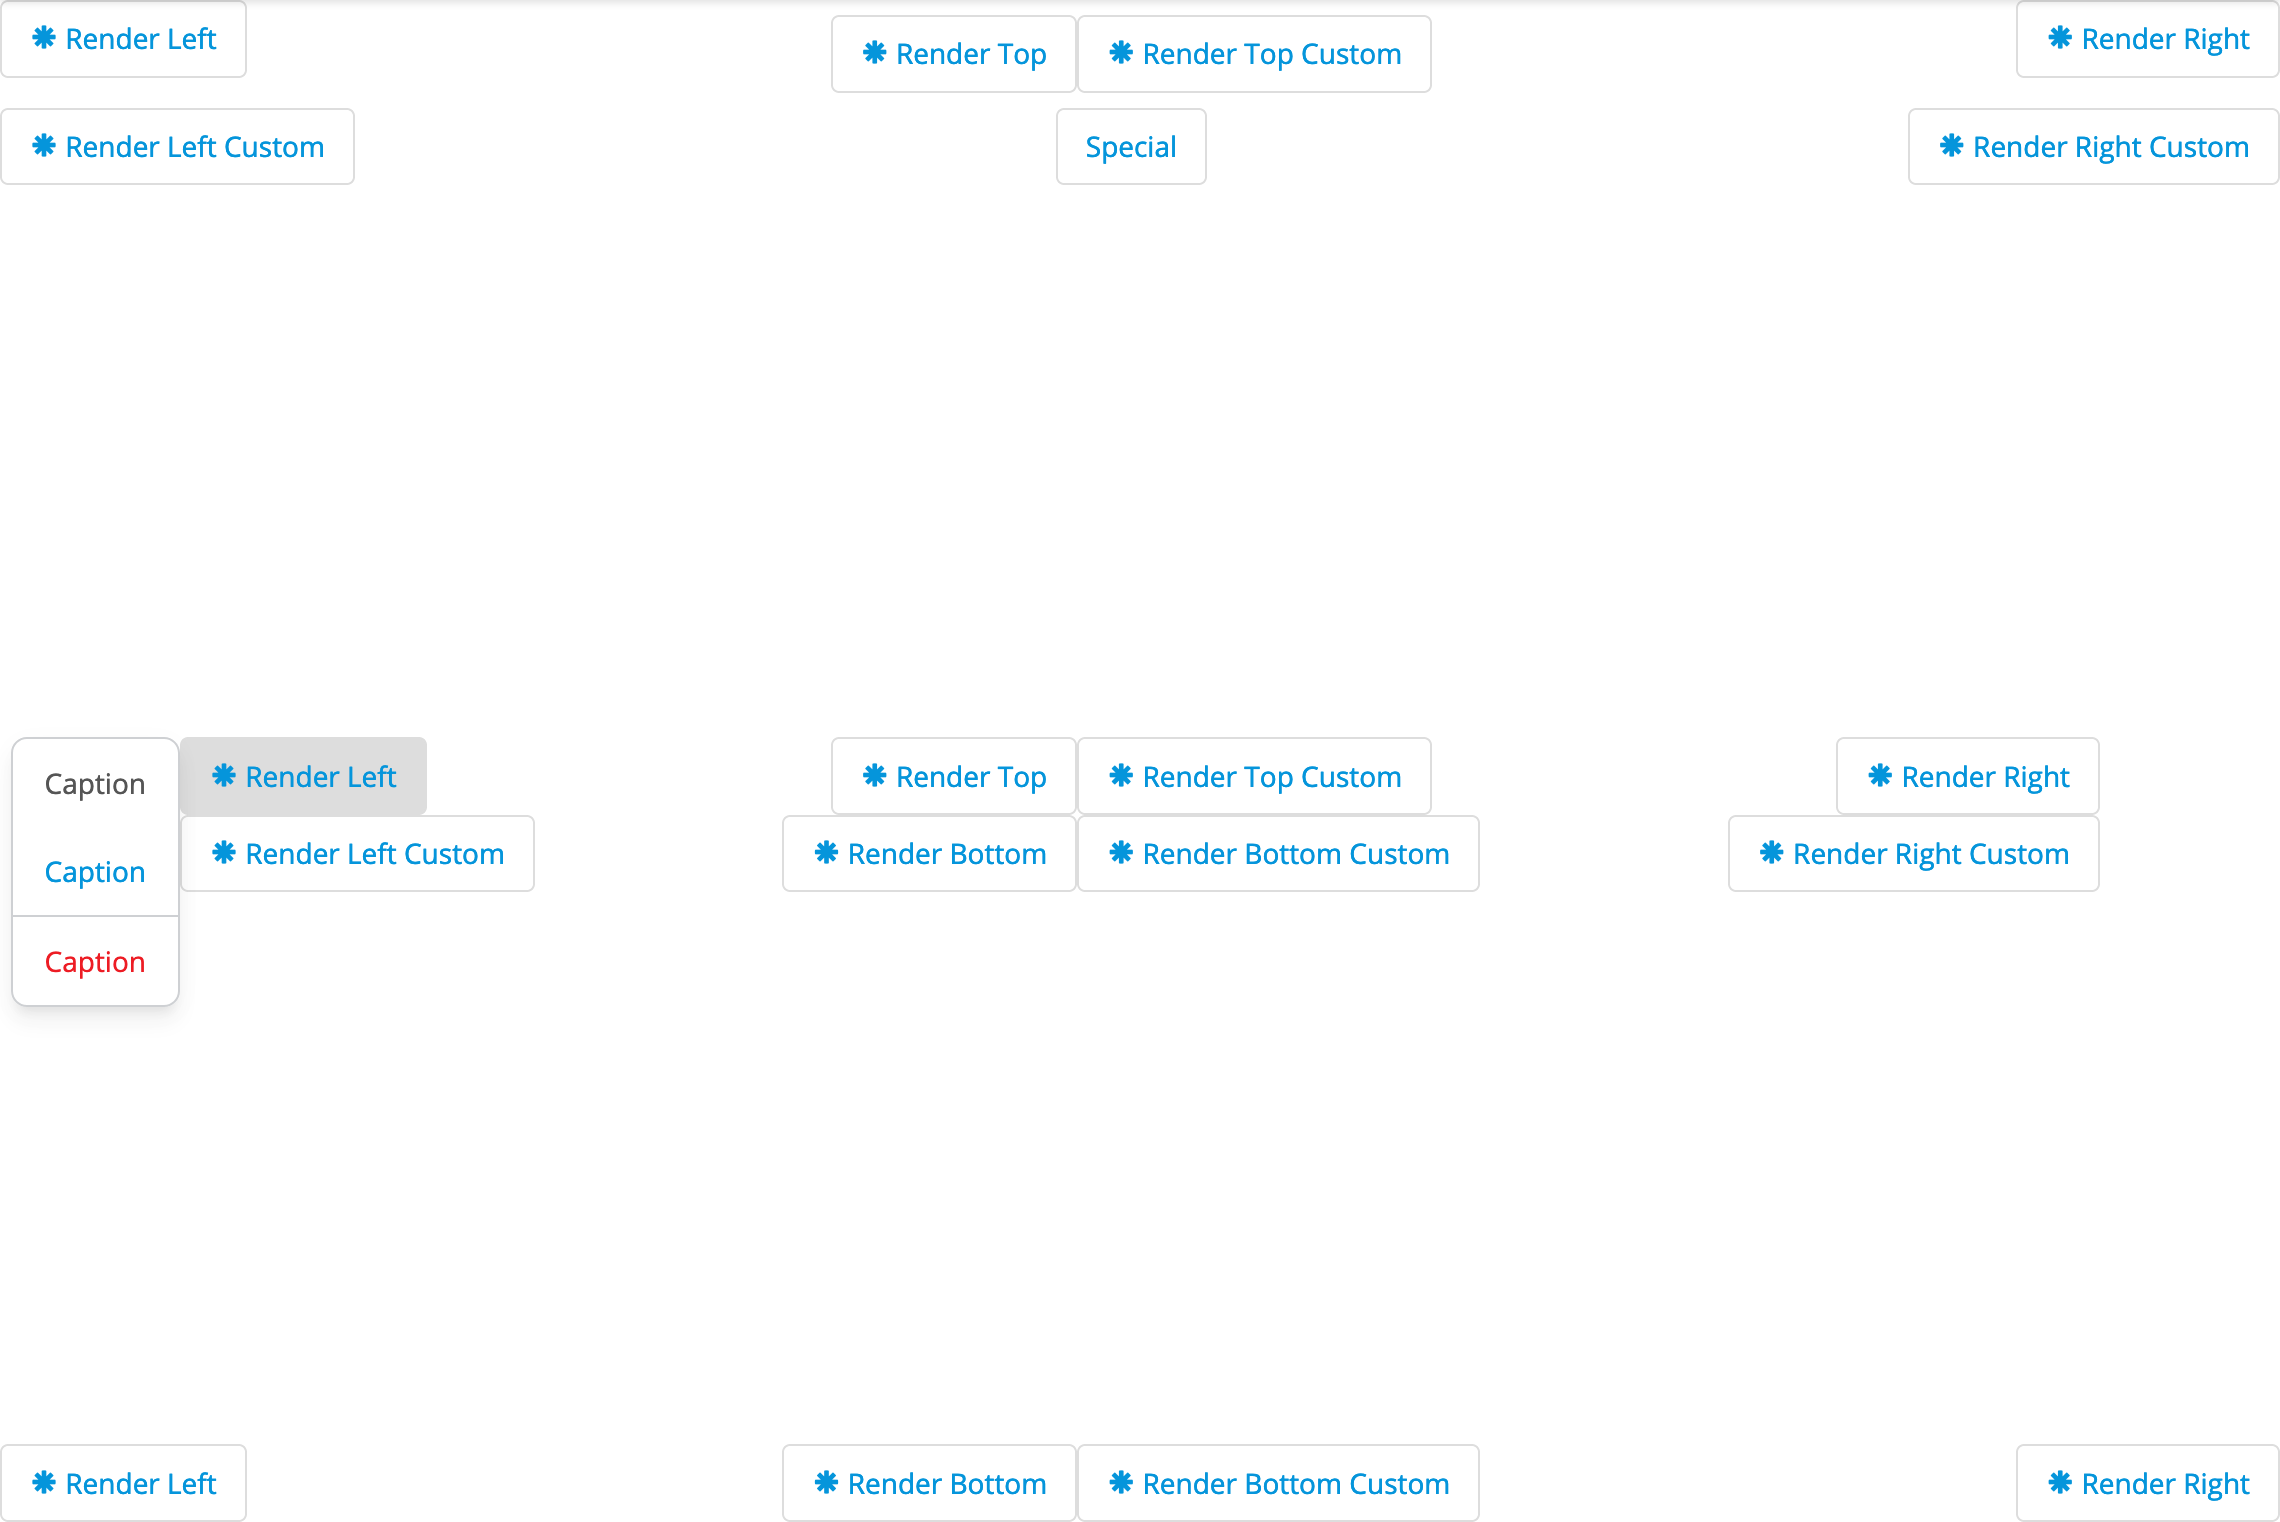 Render Left
Render Top
Render Top Custom
Render Right
Render Left Custom
Special
Render Right Custom
Caption
Render Left
Render Top
Render Top Custom
Render Right
Caption
Render Left Custom
Render Bottom
Render Bottom Custom
Render Right Custom
Caption
Render Left
Render Bottom
Render Bottom Custom
Render Right